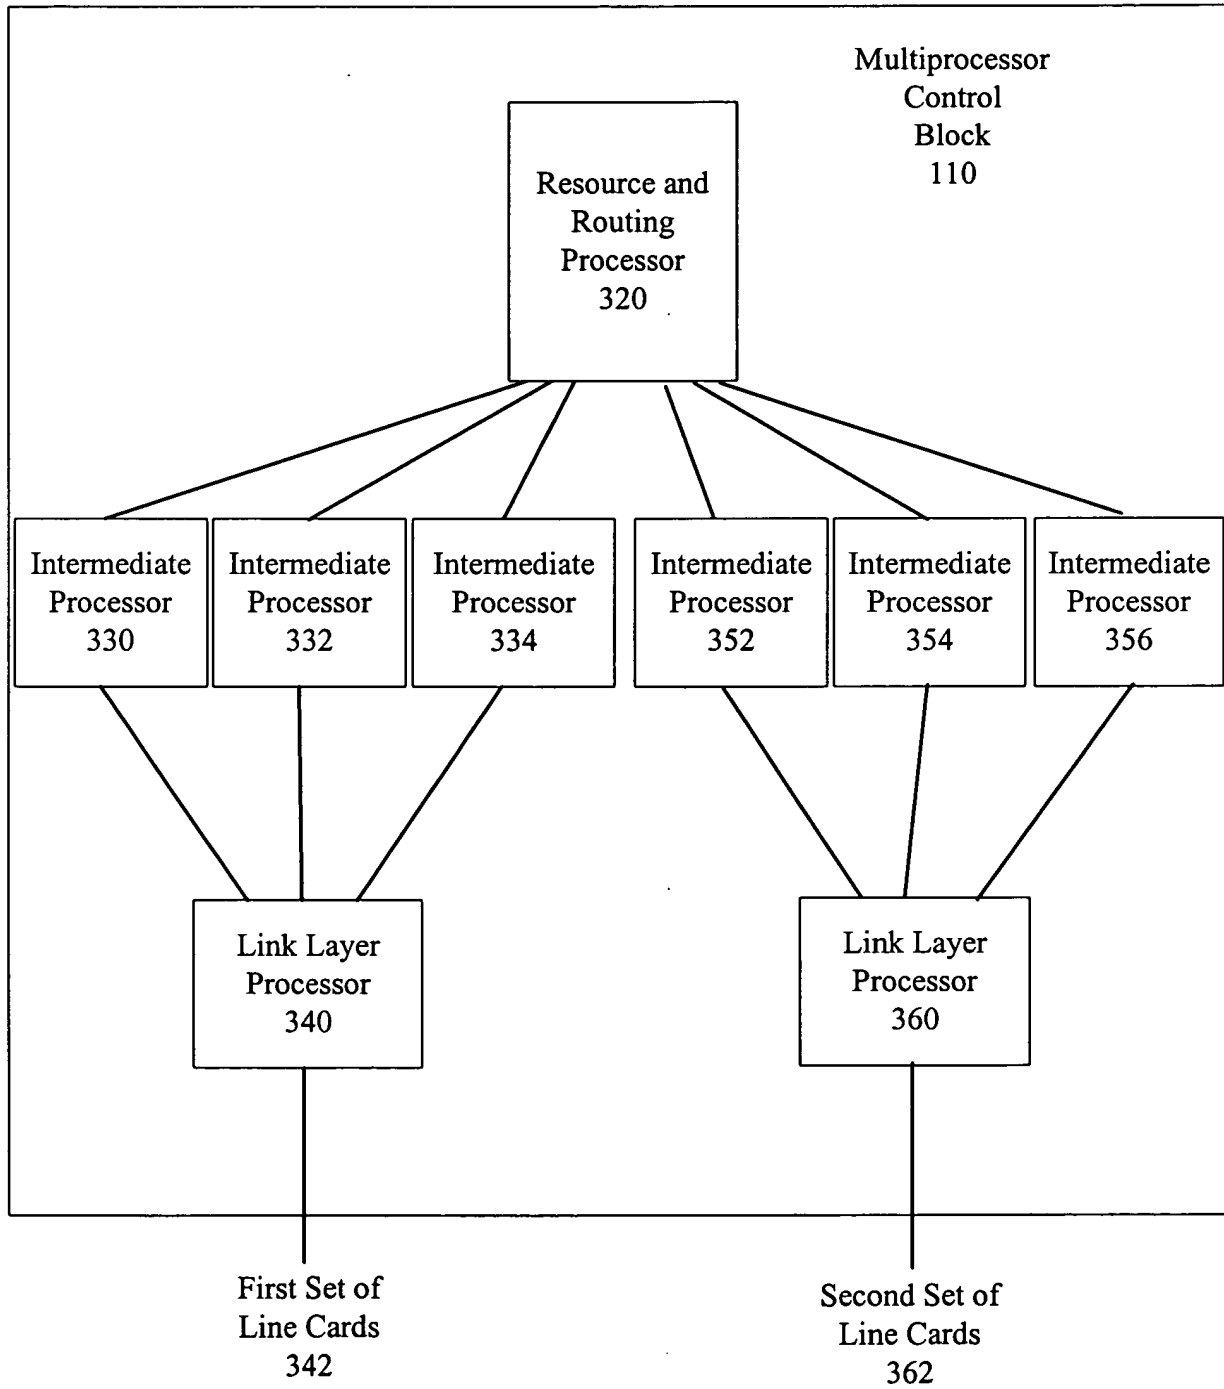 Multiprocessor
Control
Block
110
Resource and
Routing
Processor
320
Intermediate
Processor
330
Intermediate
Processor
332
Intermediate
Processor
334
Intermediate
Processor
352
Intermediate
Processor
354
Intermediate
Processor
356
Link Layer
Processor
340
Link Layer
Processor
360
First Set of
Line Cards
342
Second Set of
Line Cards
362